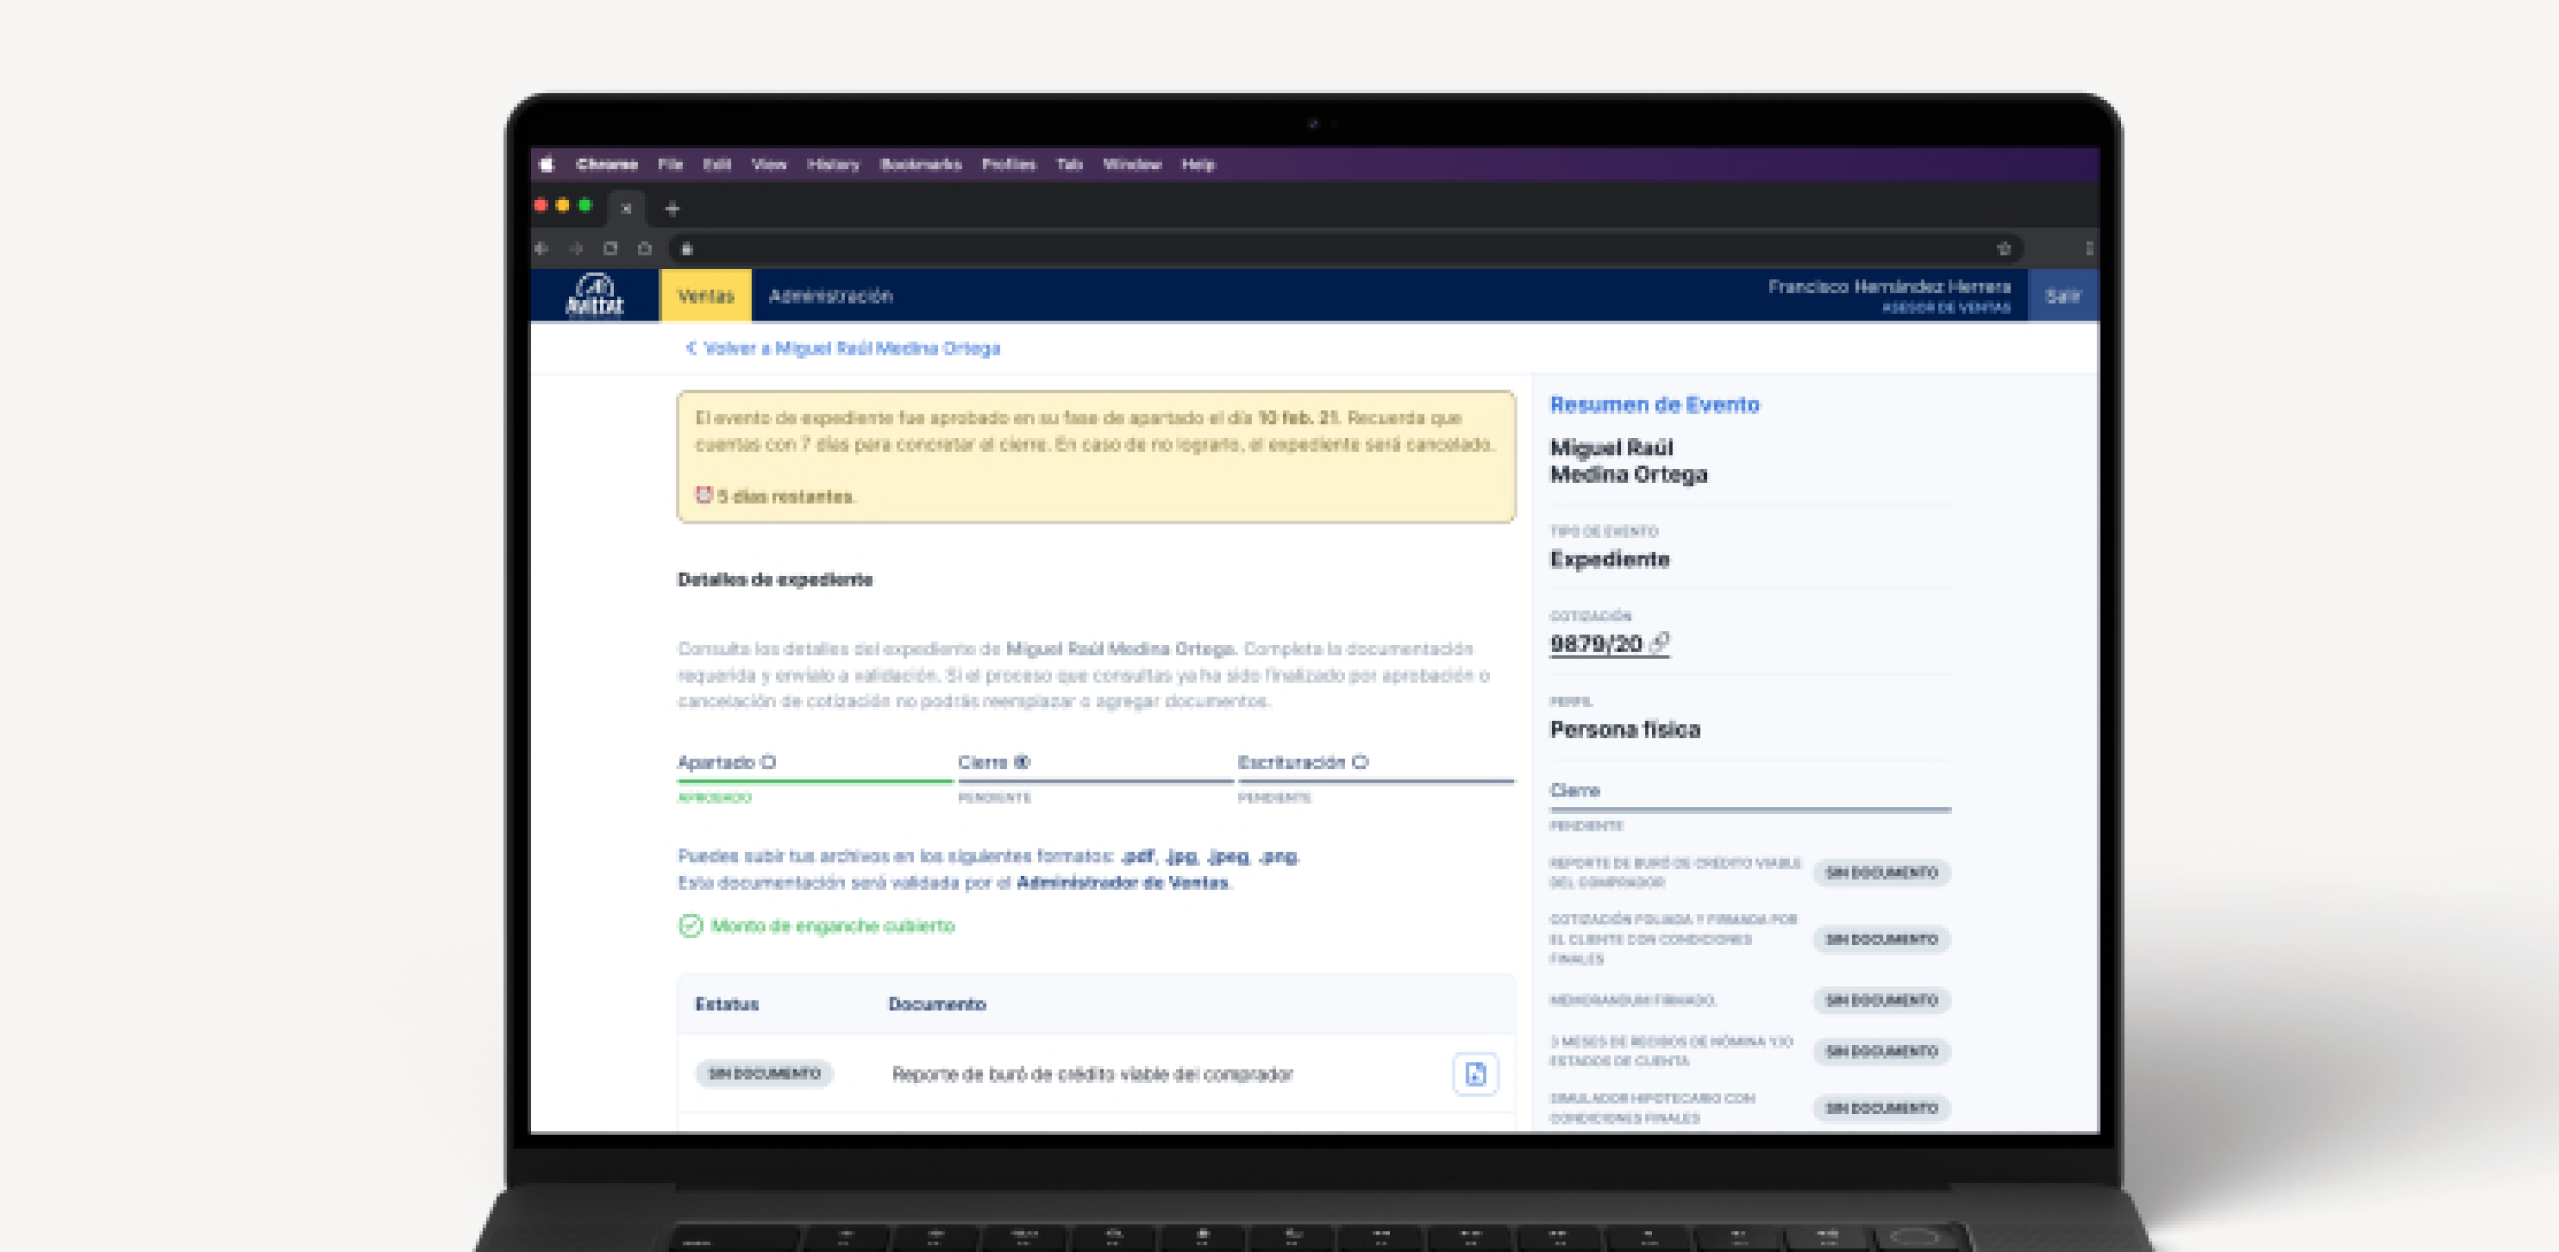 Chrome File Edit View History Bookmarks Profiles Tab Window Help
Ventas Administración
Francisco Hernández Herrera
ASESOR DE VENTAS
Salir
Volver a Miguel Raúl Medina Ortega
El evento de expediente fue aprobado en su fase de apartado el día 10 feb. 21. Recuerda que
cuentas con 7 días para concretar el cierre. En caso de no lograrlo, el expediente será cancelado.
5 días restantes.
Detalles de expediente
Consulta los detalles del expediente de Miguel Raúl Medina Ortega. Completa la documentación
requerida y envíalo a validación. Si el proceso que consultas ya ha sido finalizado por aprobación o
cancelación de cotización no podrás reemplazar o agregar documentos.
Apartado Cierre Escrituración
APROBADO PENDIENTE PENDIENTE
Puedes subir tus archivos en los siguientes formatos: .pdf, .jpg, .jpeg, .png.
Esta documentación será validada por el Administrador de Ventas.
Monto de enganche cubierto
Estatus Documento
SIN DOCUMENTO Reporte de buró de crédito viable del comprador
Resumen de Evento
Miguel Raúl
Medina Ortega
TIPO DE EVENTO
Expediente
COTIZACIÓN
9879/20
PERFIL
Persona física
Cierre
PENDIENTE
REPORTE DE BURÓ DE CRÉDITO VIABLE
DEL COMPRADOR
SIN DOCUMENTO
COTIZACIÓN FOLIADA Y FIRMADA POR
EL CLIENTE CON CONDICIONES
FINALES
SIN DOCUMENTO
MEMORANDUM FIRMADO.
SIN DOCUMENTO
3 MESES DE RECIBOS DE NÓMINA Y/O
ESTADOS DE CUENTA
SIN DOCUMENTO
SIMULADOR HIPOTECARIO CON
CONDICIONES FINALES
SIN DOCUMENTO